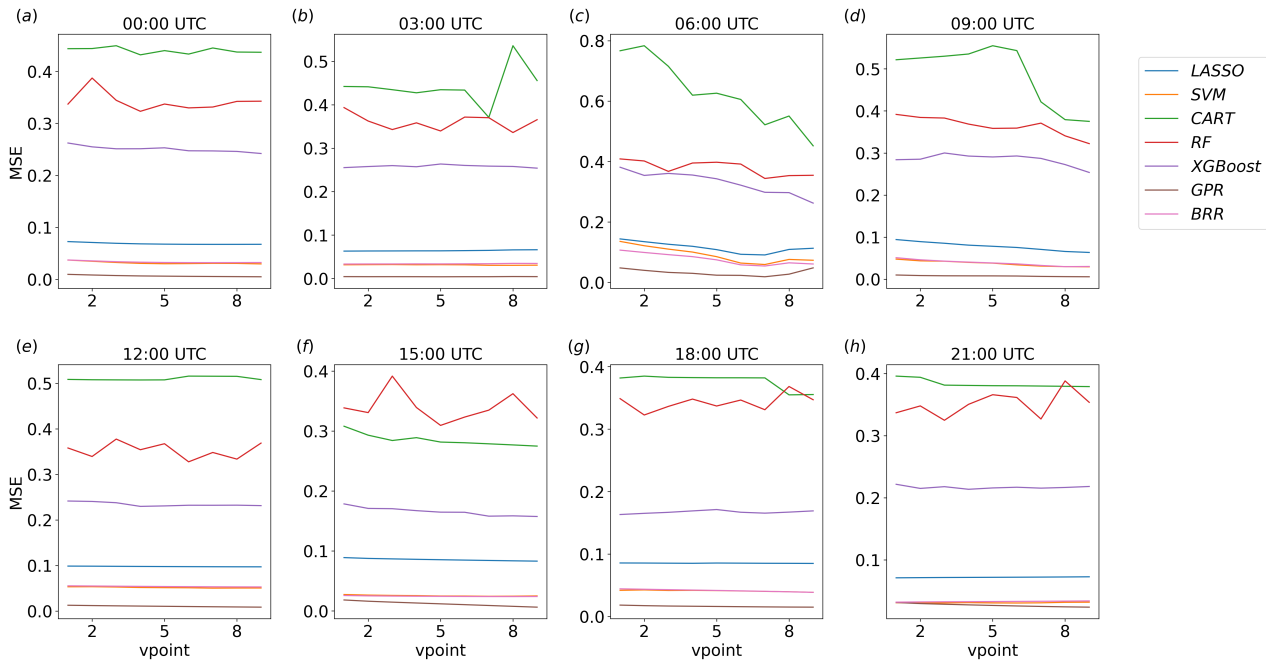 (a) 00:00 UTC
(b) 03:00 UTC
(c) 06:00 UTC
(d) 09:00 UTC
MSE
0.4
0.3
0.2
0.1
0.0
2 5 8
0.5
0.4
0.3
0.2
0.1
0.0
2 5 8
0.8
0.6
0.4
0.2
0.0
2 5 8
0.5
0.4
0.3
0.2
0.1
0.0
2 5 8
LASSO
SVM
CART
RF
XGBoost
GPR
BRR
(e) 12:00 UTC
(f) 15:00 UTC
(g) 18:00 UTC
(h) 21:00 UTC
MSE
0.5
0.4
0.3
0.2
0.1
0.0
2 5 8
vpoint
0.4
0.3
0.2
0.1
0.0
2 5 8
vpoint
0.4
0.3
0.2
0.1
0.0
2 5 8
vpoint
0.4
0.3
0.2
0.1
2 5 8
vpoint